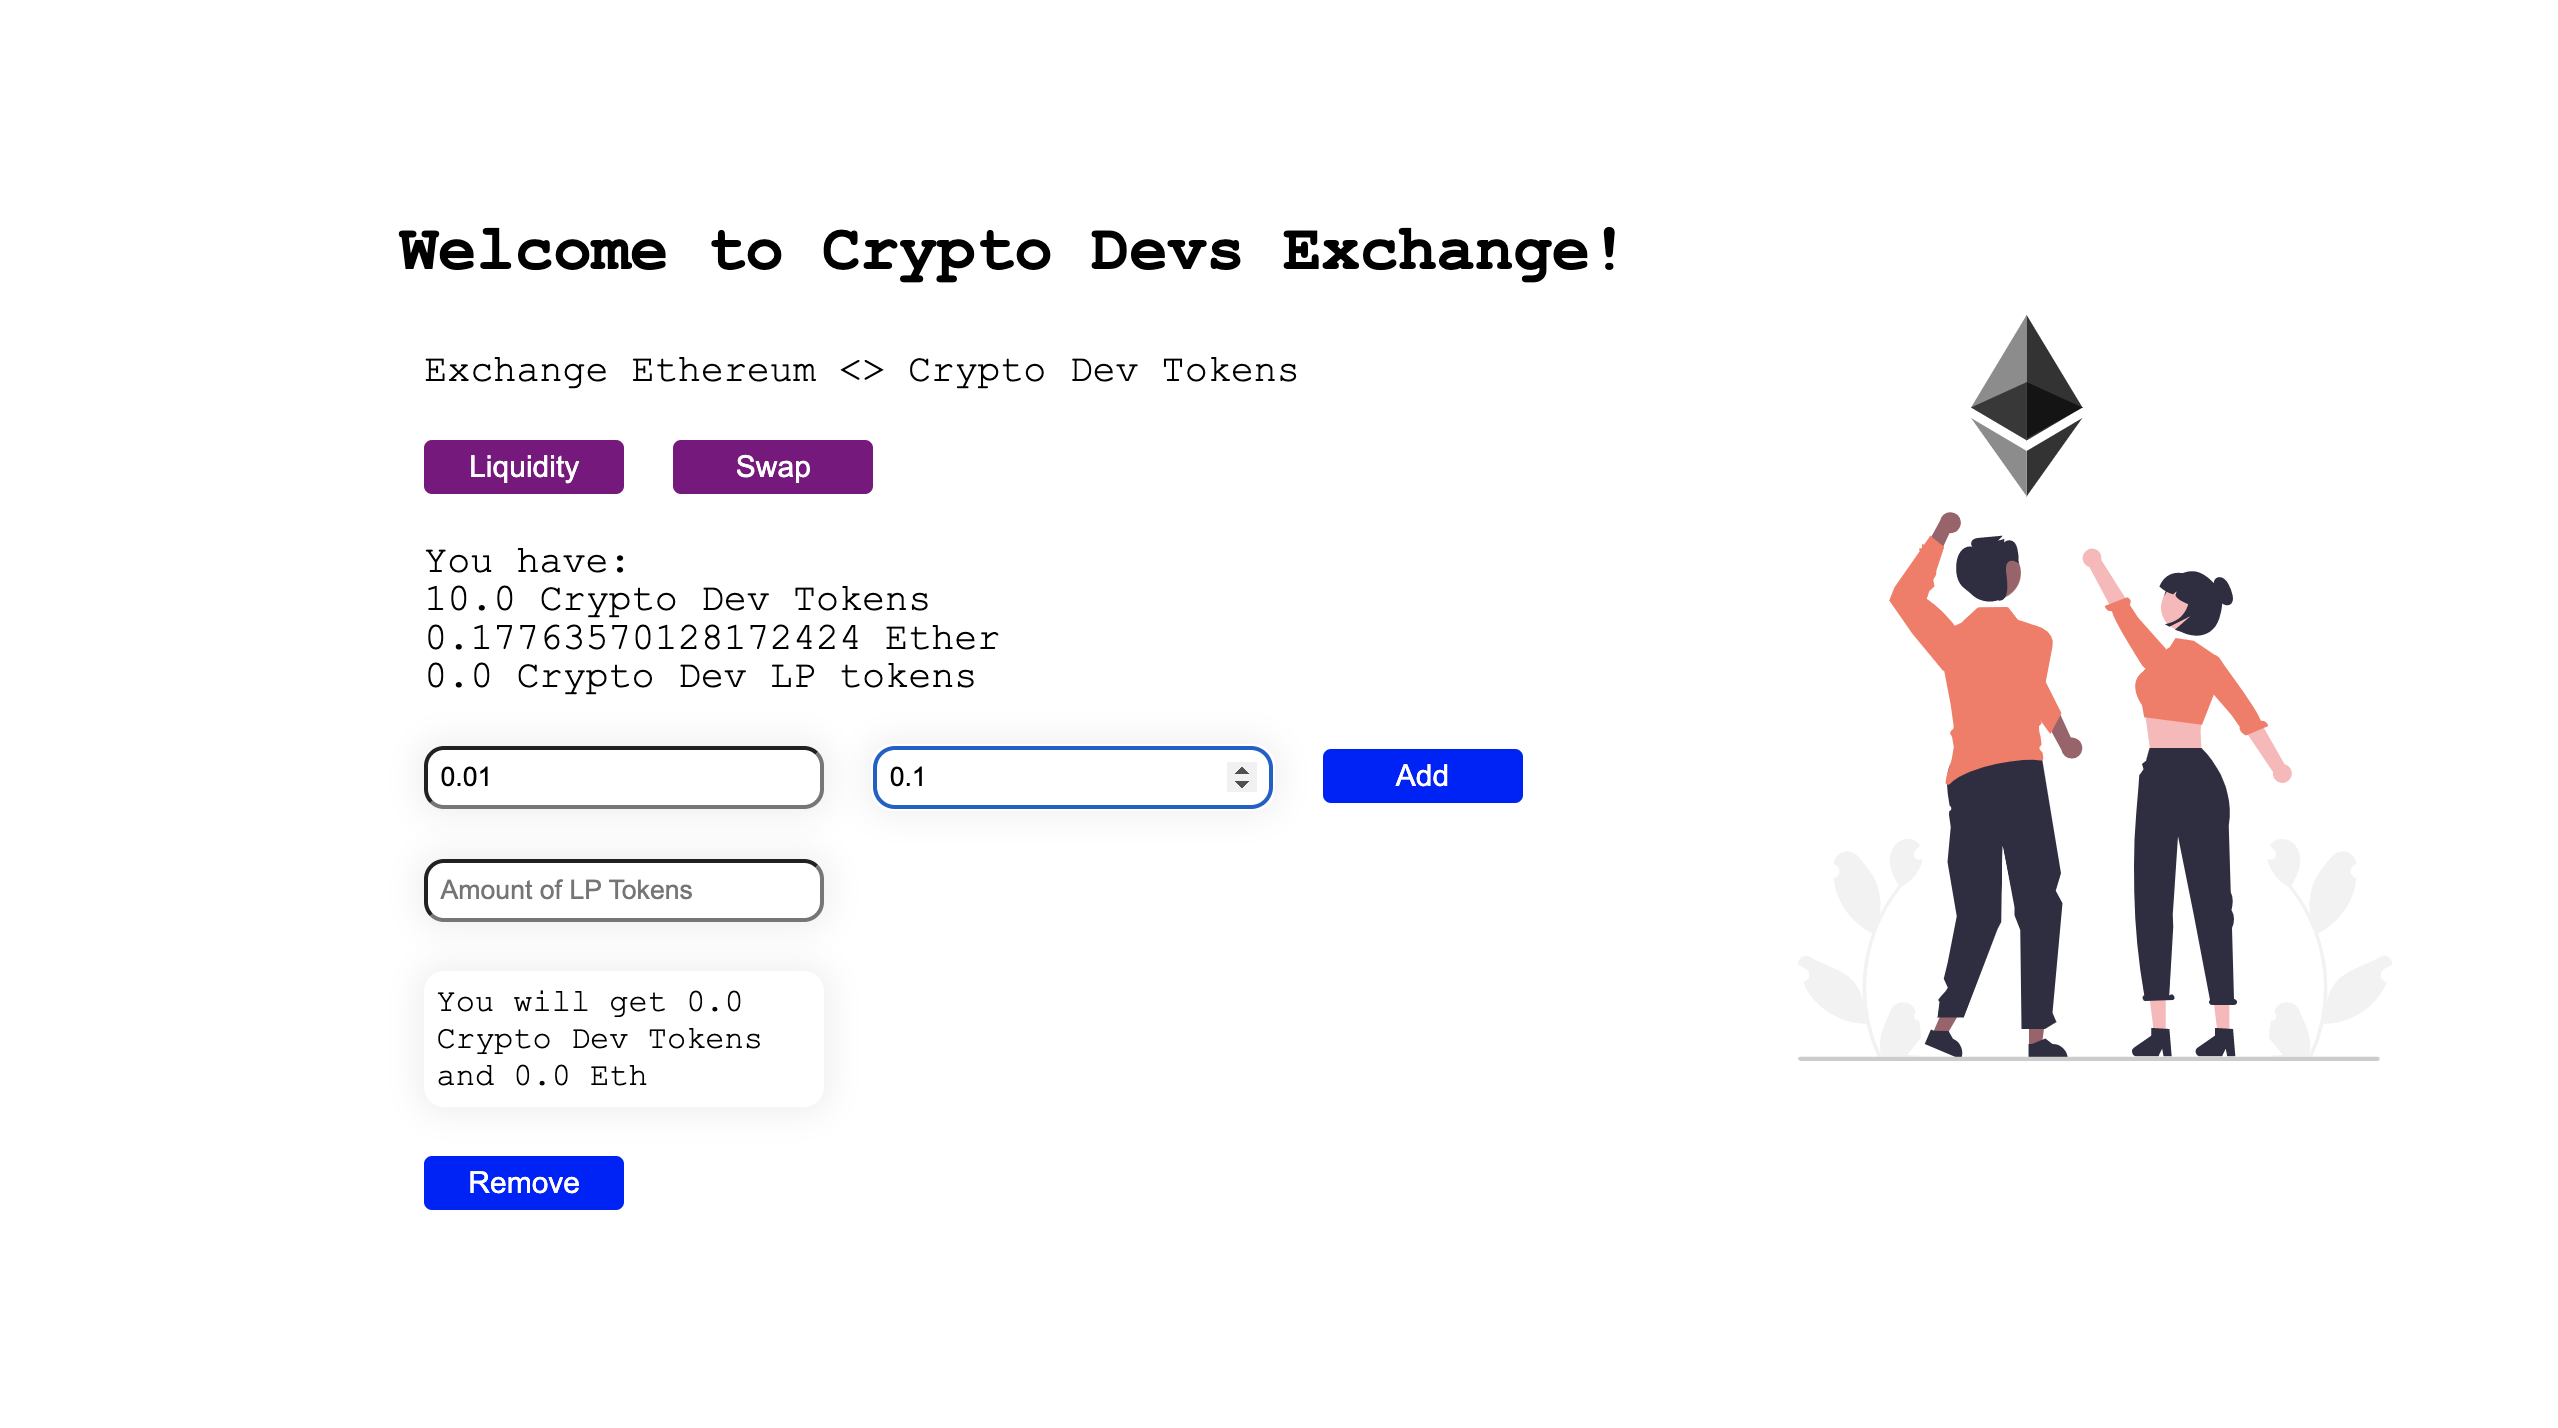 Welcome to Crypto Devs Exchange!
Exchange Ethereum <> Crypto Dev Tokens
Liquidity
Swap
You have:
10.0 Crypto Dev Tokens
0.17763570128172424 Ether
0.0 Crypto Dev LP tokens
0.01
0.1
Add
Amount of LP Tokens
You will get 0.0
Crypto Dev Tokens
and 0.0 Eth
Remove